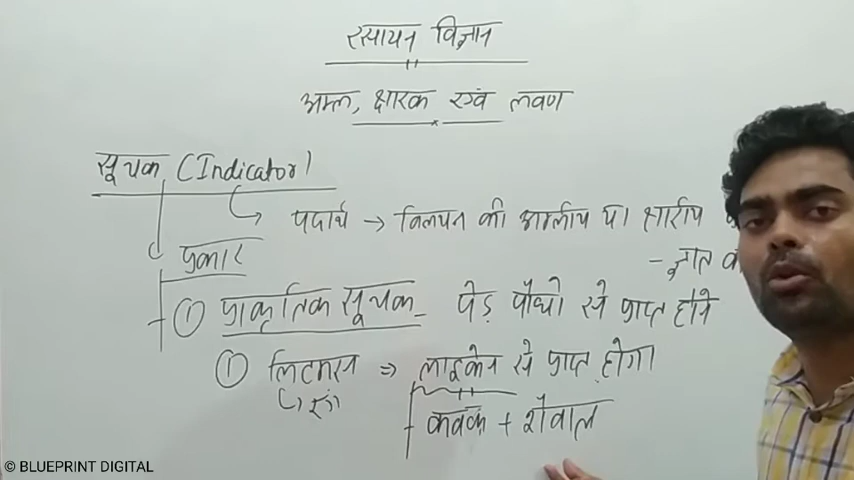 रसायन विज्ञान
अम्ल, क्षारक एवं लवण
सूचक (Indicator)
पदार्थ → विलयन की अम्लीय या क्षारीय
- ज्ञात
प्रकार
① प्राकृतिक सूचक - पेड़ पौधो से प्राप्त होने
① लिटमस ⇒ लाइकेन से प्राप्त होगा
कवक + शैवाल
© BLUEPRINT DIGITAL